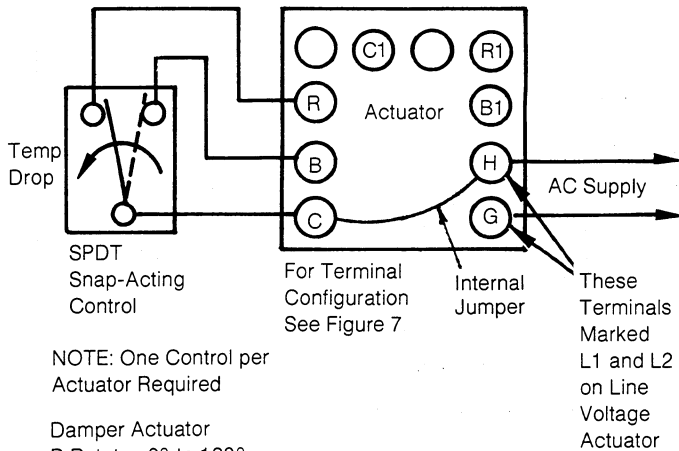 C1
R1
R
Actuator
B1
Temp
Drop
B
H
AC Supply
C
G
SPDT
Snap-Acting
Control
For Terminal
Configuration
See Figure 7
Internal
Jumper
These
Terminals
Marked
L1 and L2
on Line
Voltage
Actuator
NOTE: One Control per
Actuator Required
Damper Actuator